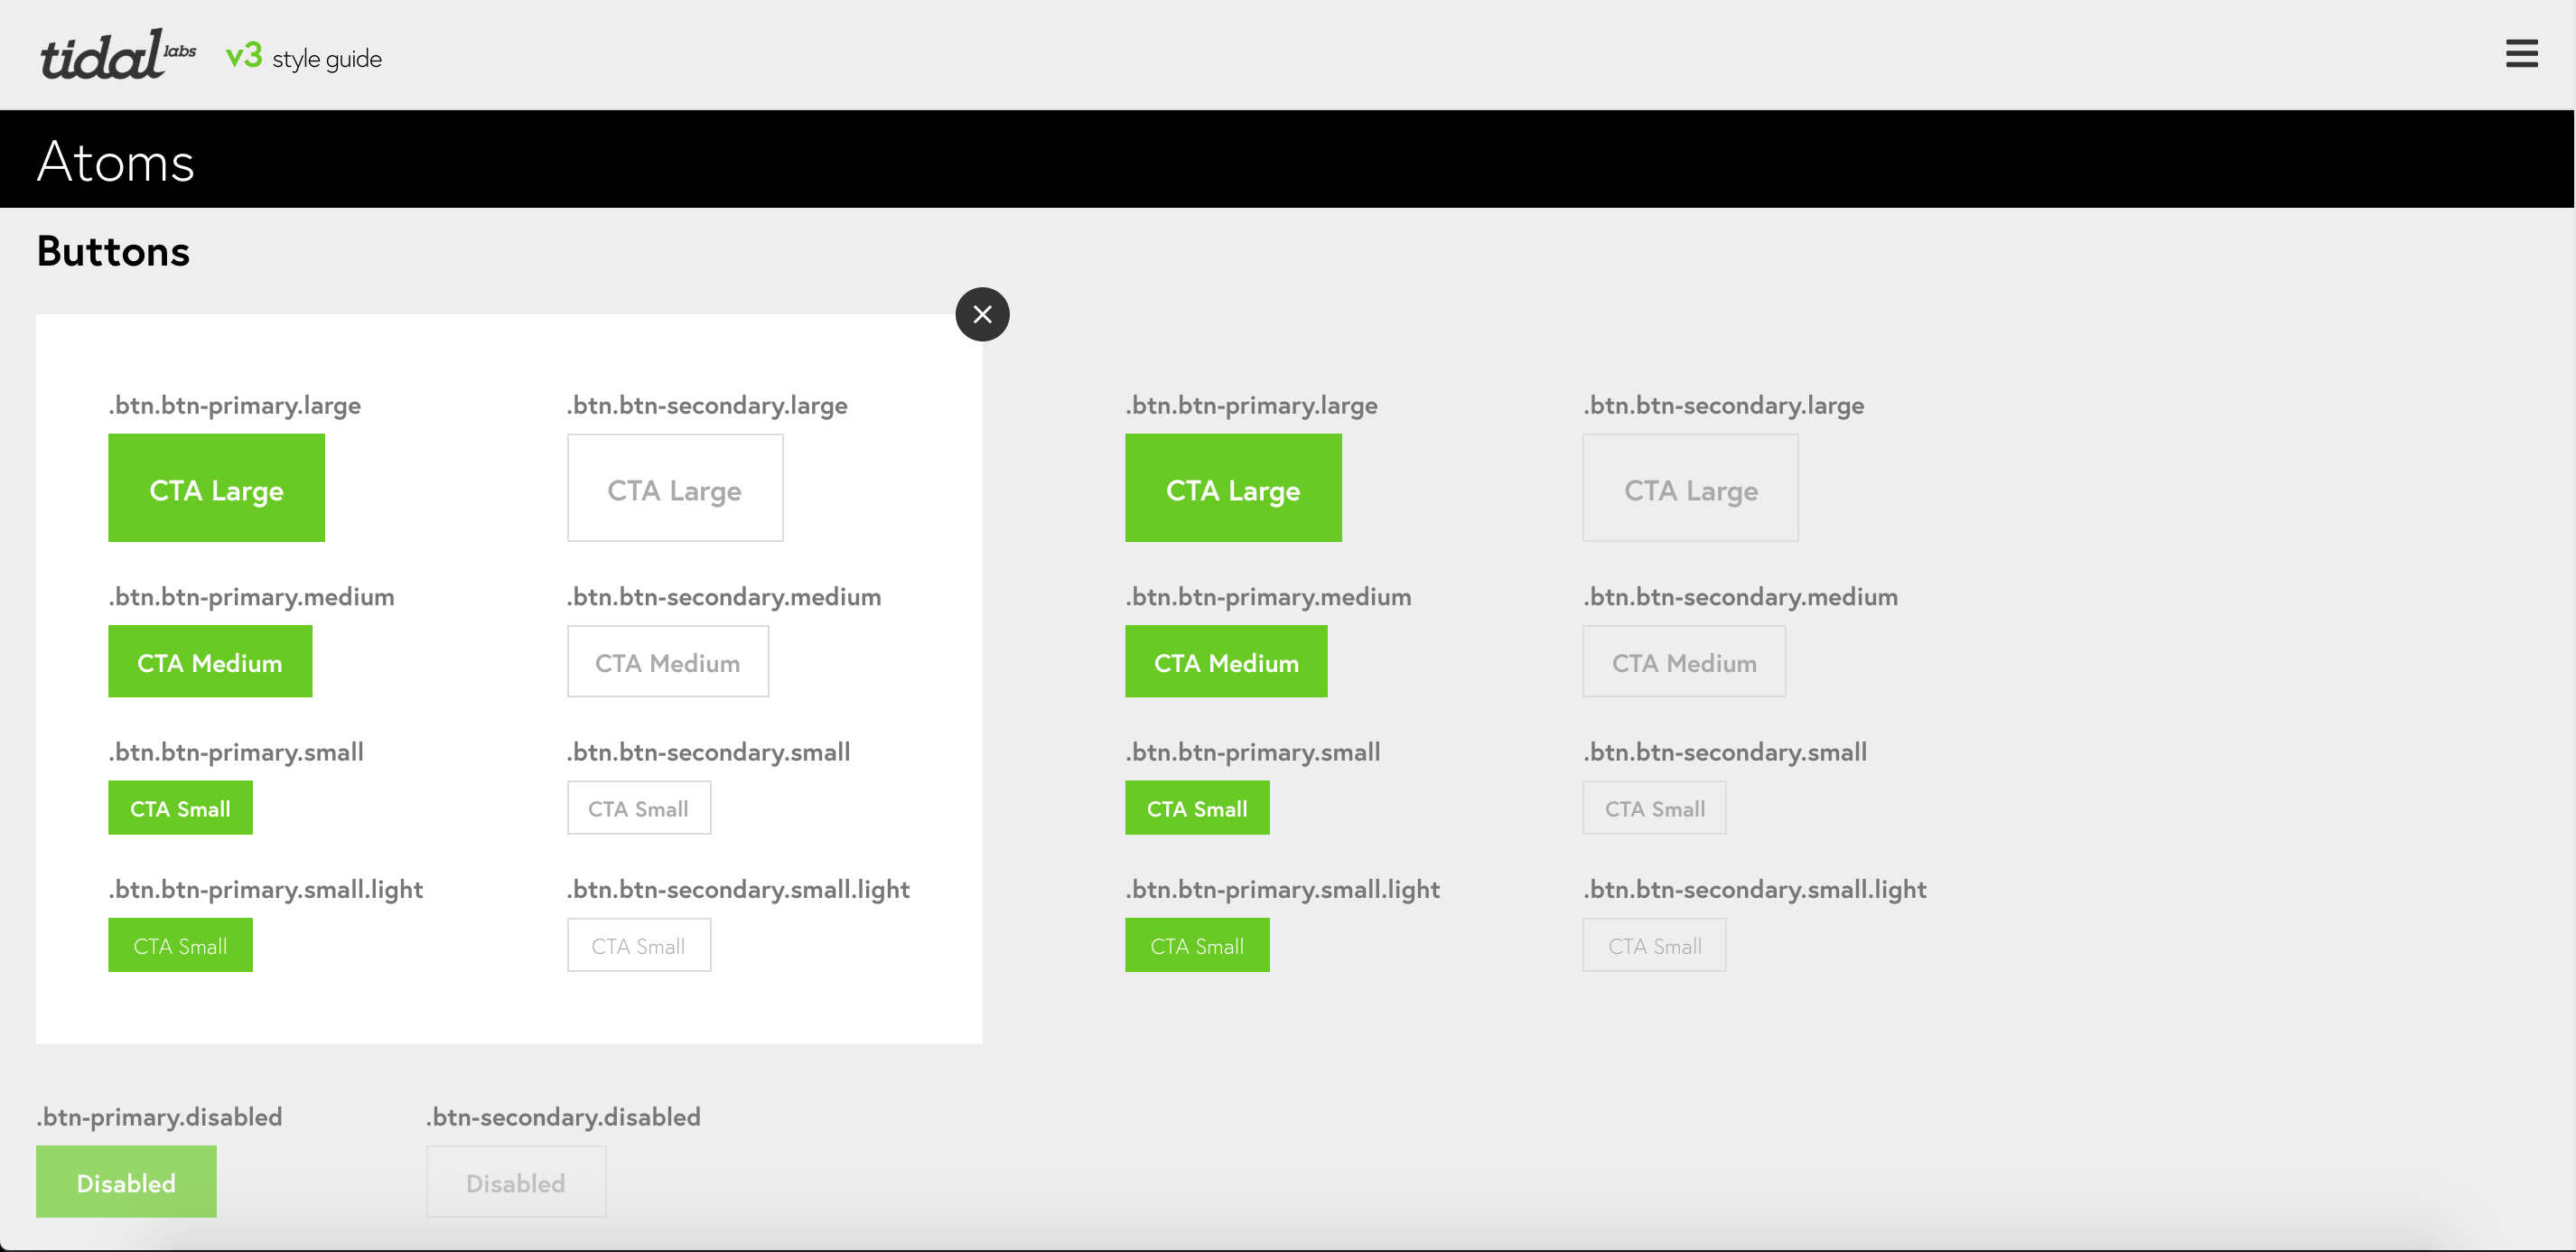 tidal labs v3 style guide
Atoms
Buttons
.btn.btn-primary.large .btn.btn-secondary.large .btn.btn-primary.large .btn.btn-secondary.large
CTA Large CTA Large CTA Large CTA Large
.btn.btn-primary.medium .btn.btn-secondary.medium .btn.btn-primary.medium .btn.btn-secondary.medium
CTA Medium CTA Medium CTA Medium CTA Medium
.btn.btn-primary.small .btn.btn-secondary.small .btn.btn-primary.small .btn.btn-secondary.small
CTA Small CTA Small CTA Small CTA Small
.btn.btn-primary.small.light .btn.btn-secondary.small.light .btn.btn-primary.small.light .btn.btn-secondary.small.light
CTA Small CTA Small CTA Small CTA Small
.btn-primary.disabled .btn-secondary.disabled
Disabled Disabled